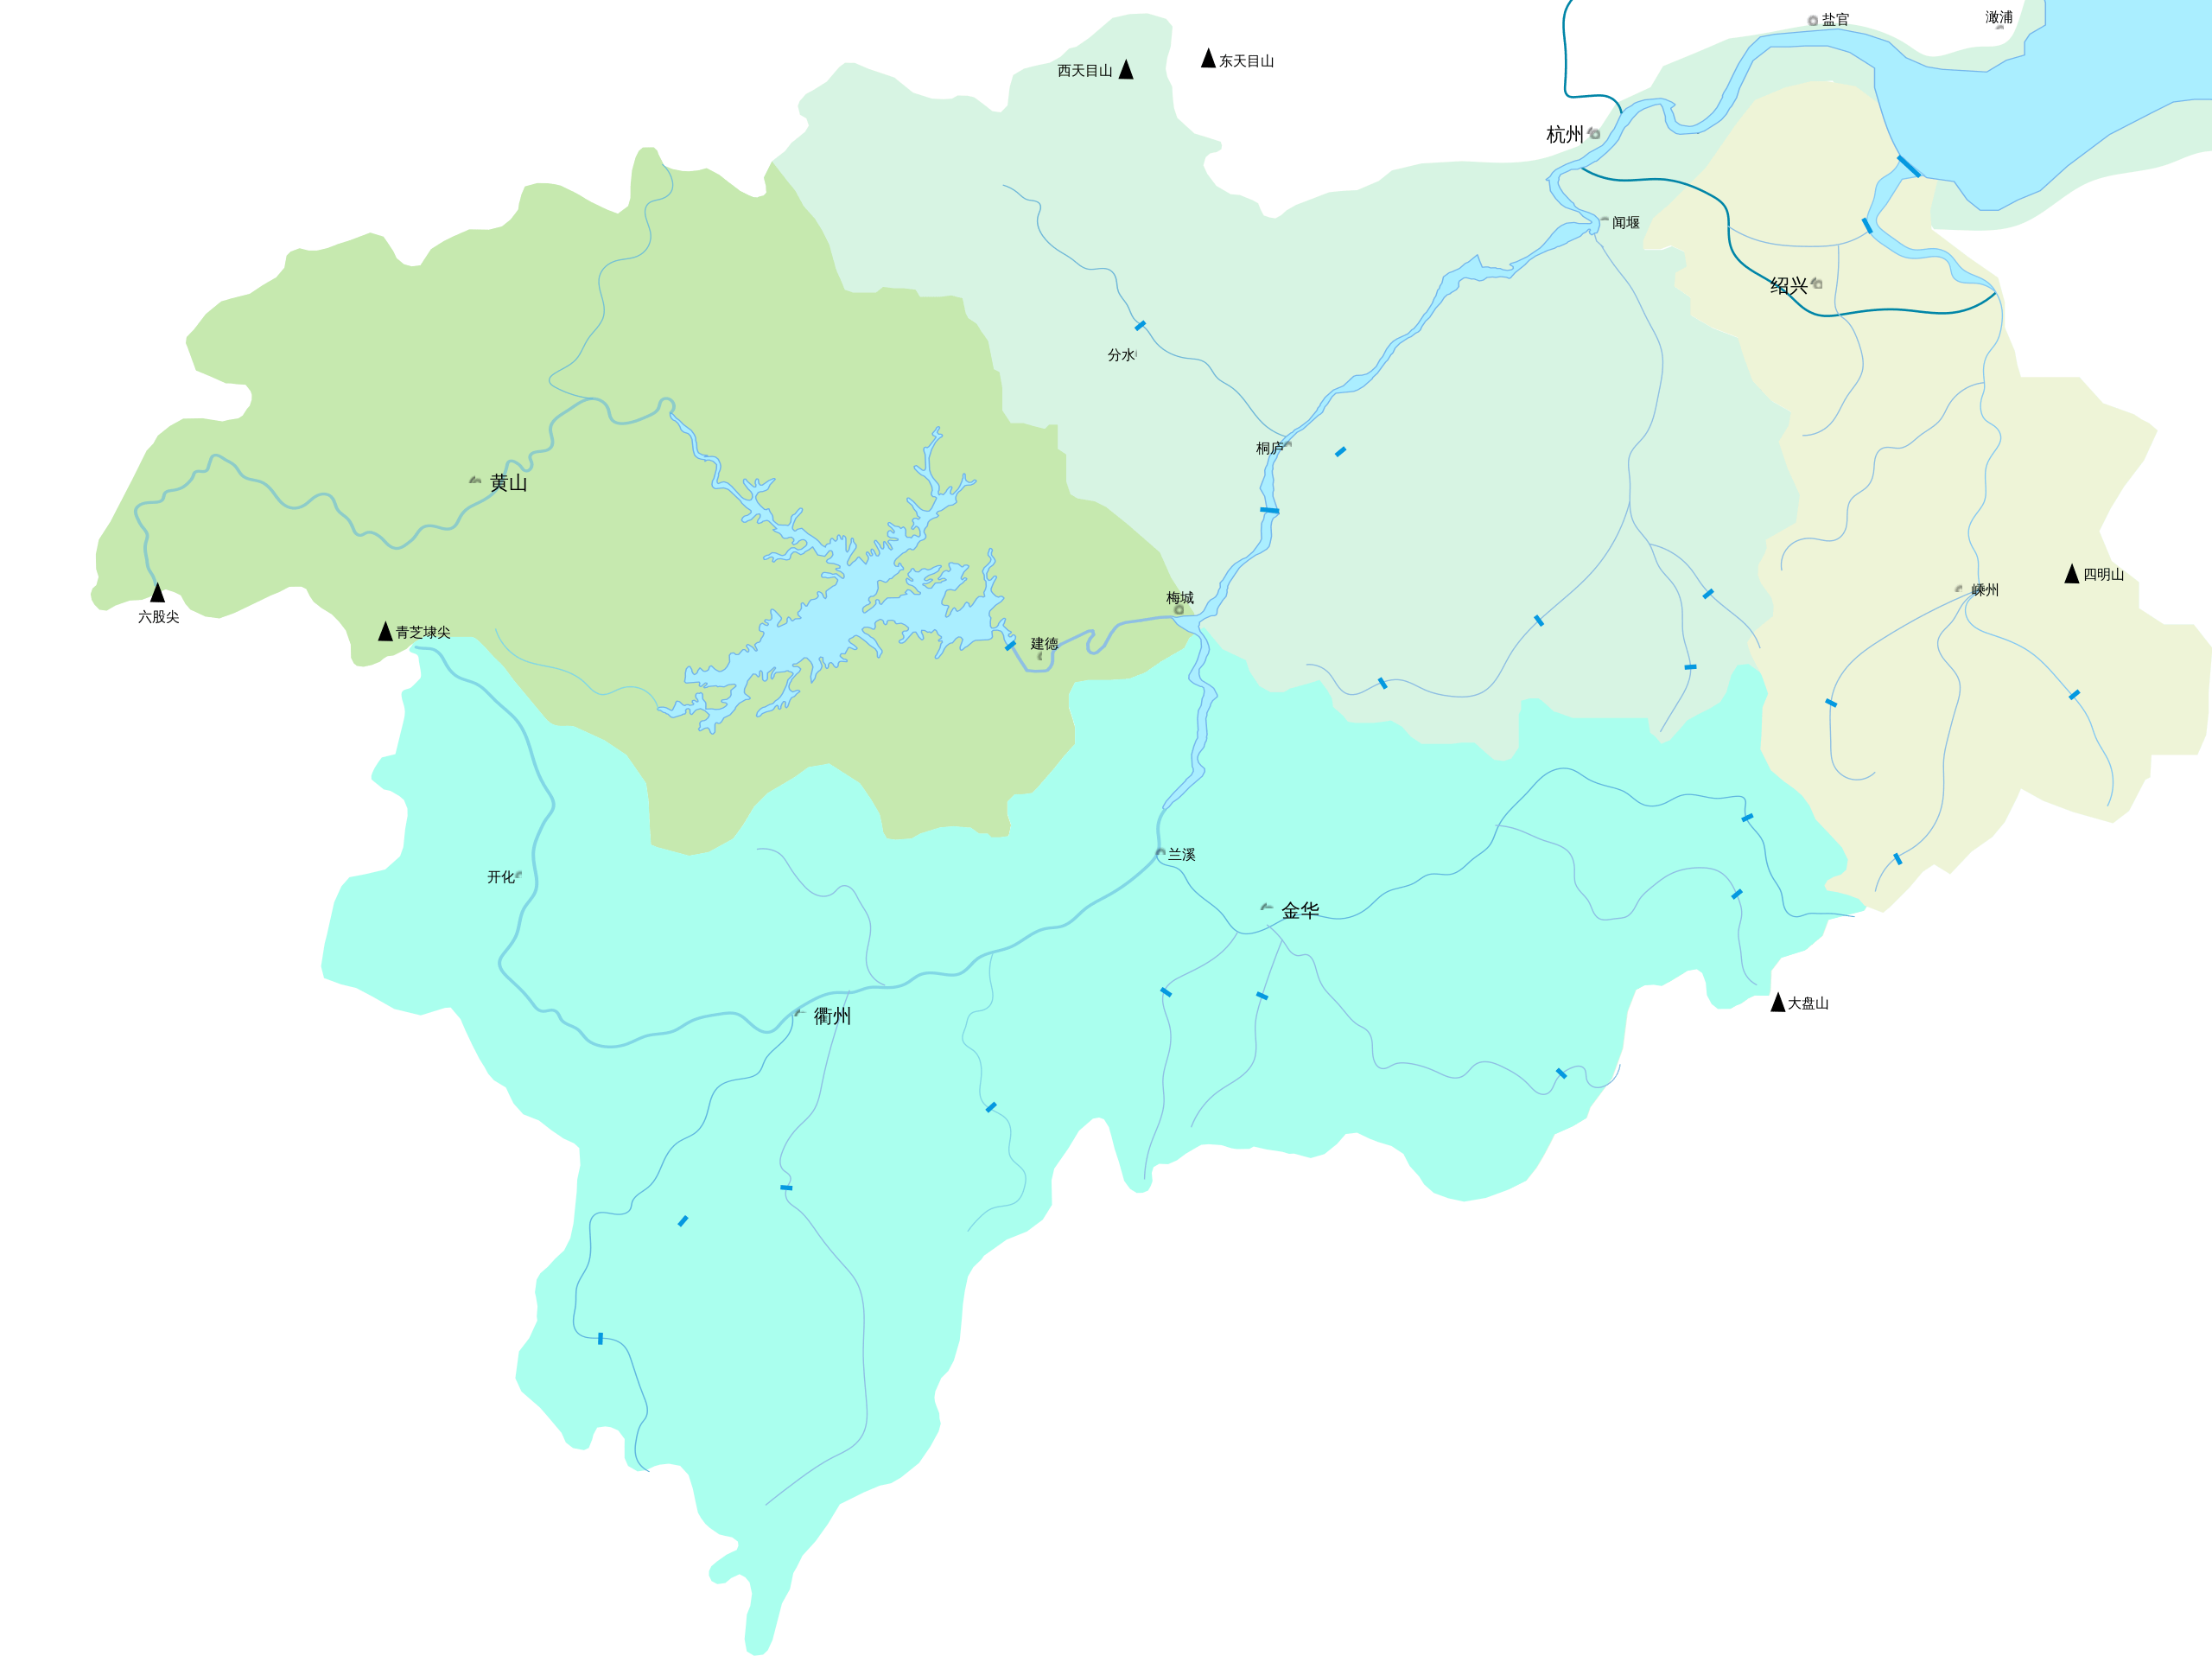 盐官
澉浦
西天目山
东天目山
杭州
闻堰
绍兴
分水
桐庐
黄山
四明山
嵊州
梅城
六股尖
青芝埭尖
建德
兰溪
开化
金华
大盘山
衢州